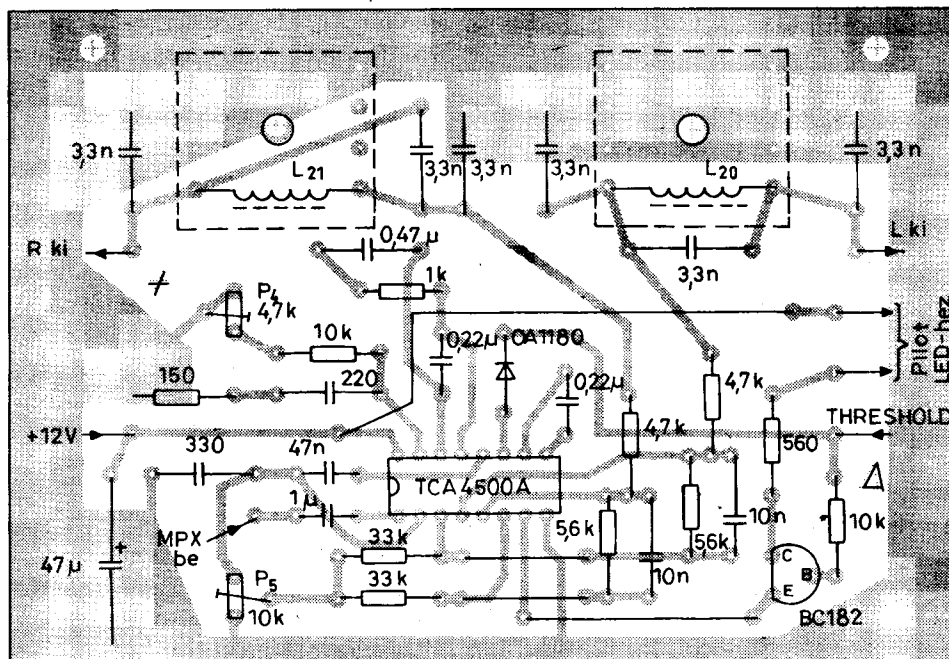 3,3n
L21
3,3n
3,3n
3,3n
L20
3,3n
R ki
0,47µ
3,3n
L ki
1k
P4
4,7k
10k
0,22µ
OA1180
Pilot
LED-hez
150
220
0,22µ
4,7k
4,7k
560
THRESHOLD
+12V
330
47n
TCA 4500A
1µ
MPX
be
33k
5,6k
5,6k
10n
10k
47µ
+
33k
10n
C
B
E
P5
10k
BC182